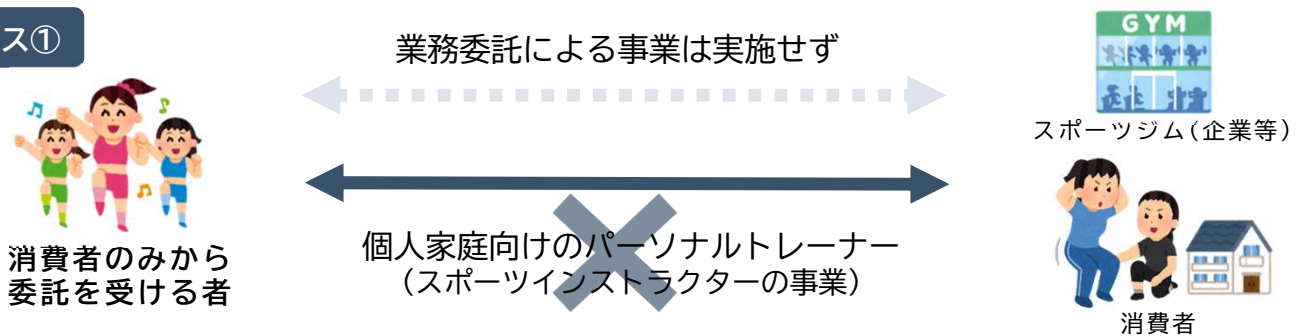 ス①
業務委託による事業は実施せず
GYM
スポーツジム(企業等)
消費者のみから
委託を受ける者
個人家庭向けのパーソナルトレーナー
(スポーツインストラクターの事業)
消費者